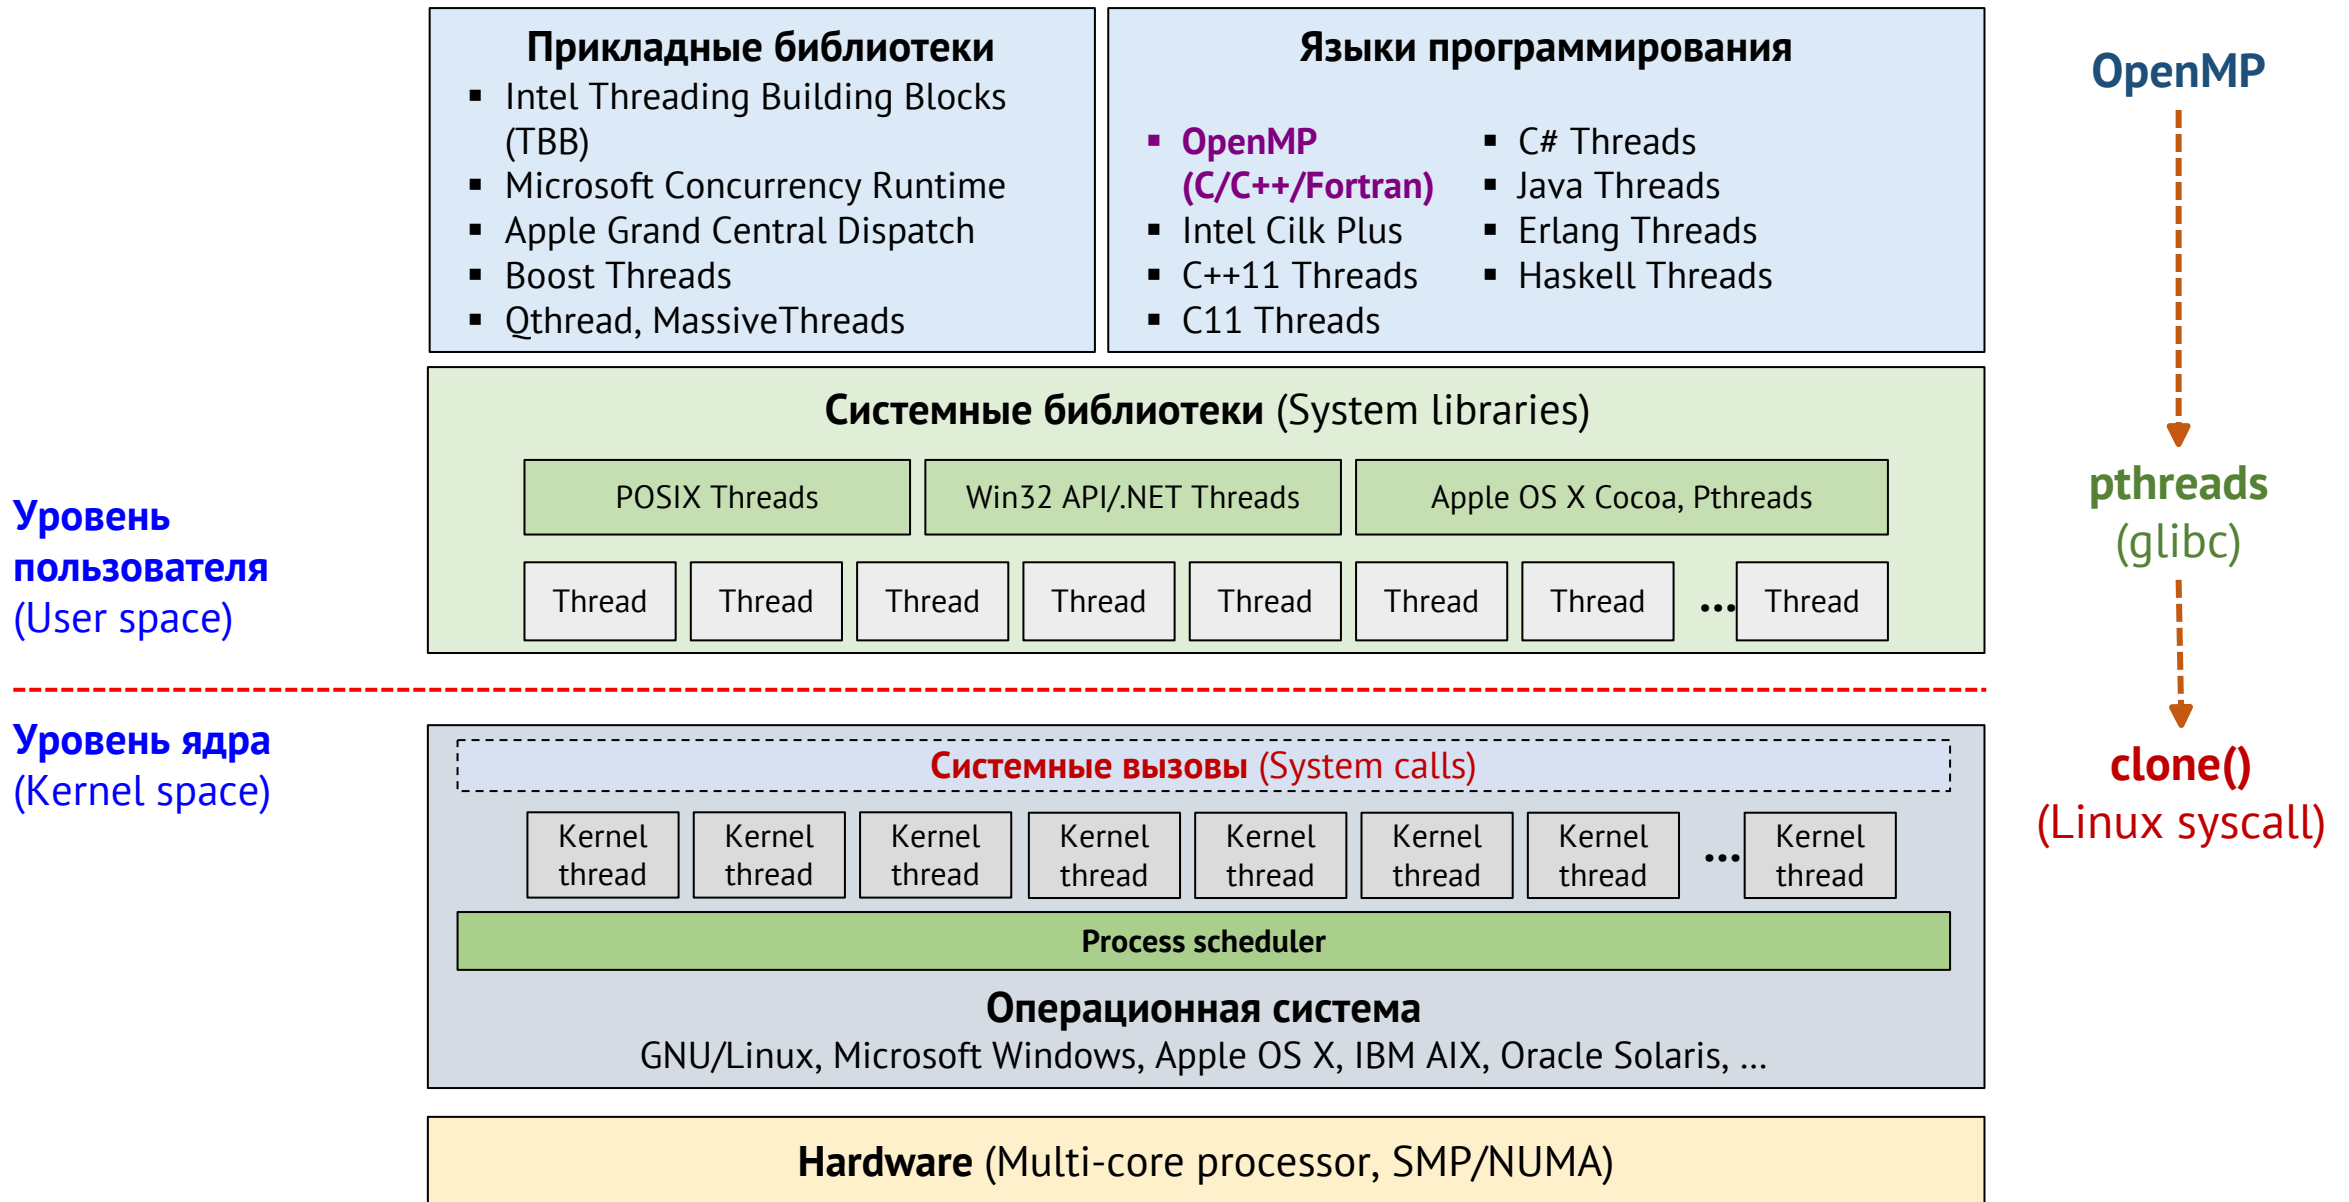 Прикладные библиотеки
▪ Intel Threading Building Blocks
(TBB)
▪ Microsoft Concurrency Runtime
▪ Apple Grand Central Dispatch
▪ Boost Threads
▪ Qthread, MassiveThreads
Языки программирования
▪ OpenMP
(C/C++/Fortran)
▪ Intel Cilk Plus
▪ C++11 Threads
▪ C11 Threads
▪ C# Threads
▪ Java Threads
▪ Erlang Threads
▪ Haskell Threads
OpenMP
Системные библиотеки (System libraries)
POSIX Threads
Win32 API/.NET Threads
Apple OS X Cocoa, Pthreads
Thread
Thread
Thread
Thread
Thread
Thread
Thread
...
Thread
Уровень
пользователя
(User space)
pthreads
(glibc)
Уровень ядра
(Kernel space)
Системные вызовы (System calls)
Kernel
thread
Kernel
thread
Kernel
thread
Kernel
thread
Kernel
thread
Kernel
thread
Kernel
thread
...
Kernel
thread
Process scheduler
Операционная система
GNU/Linux, Microsoft Windows, Apple OS X, IBM AIX, Oracle Solaris, ...
clone()
(Linux syscall)
Hardware (Multi-core processor, SMP/NUMA)